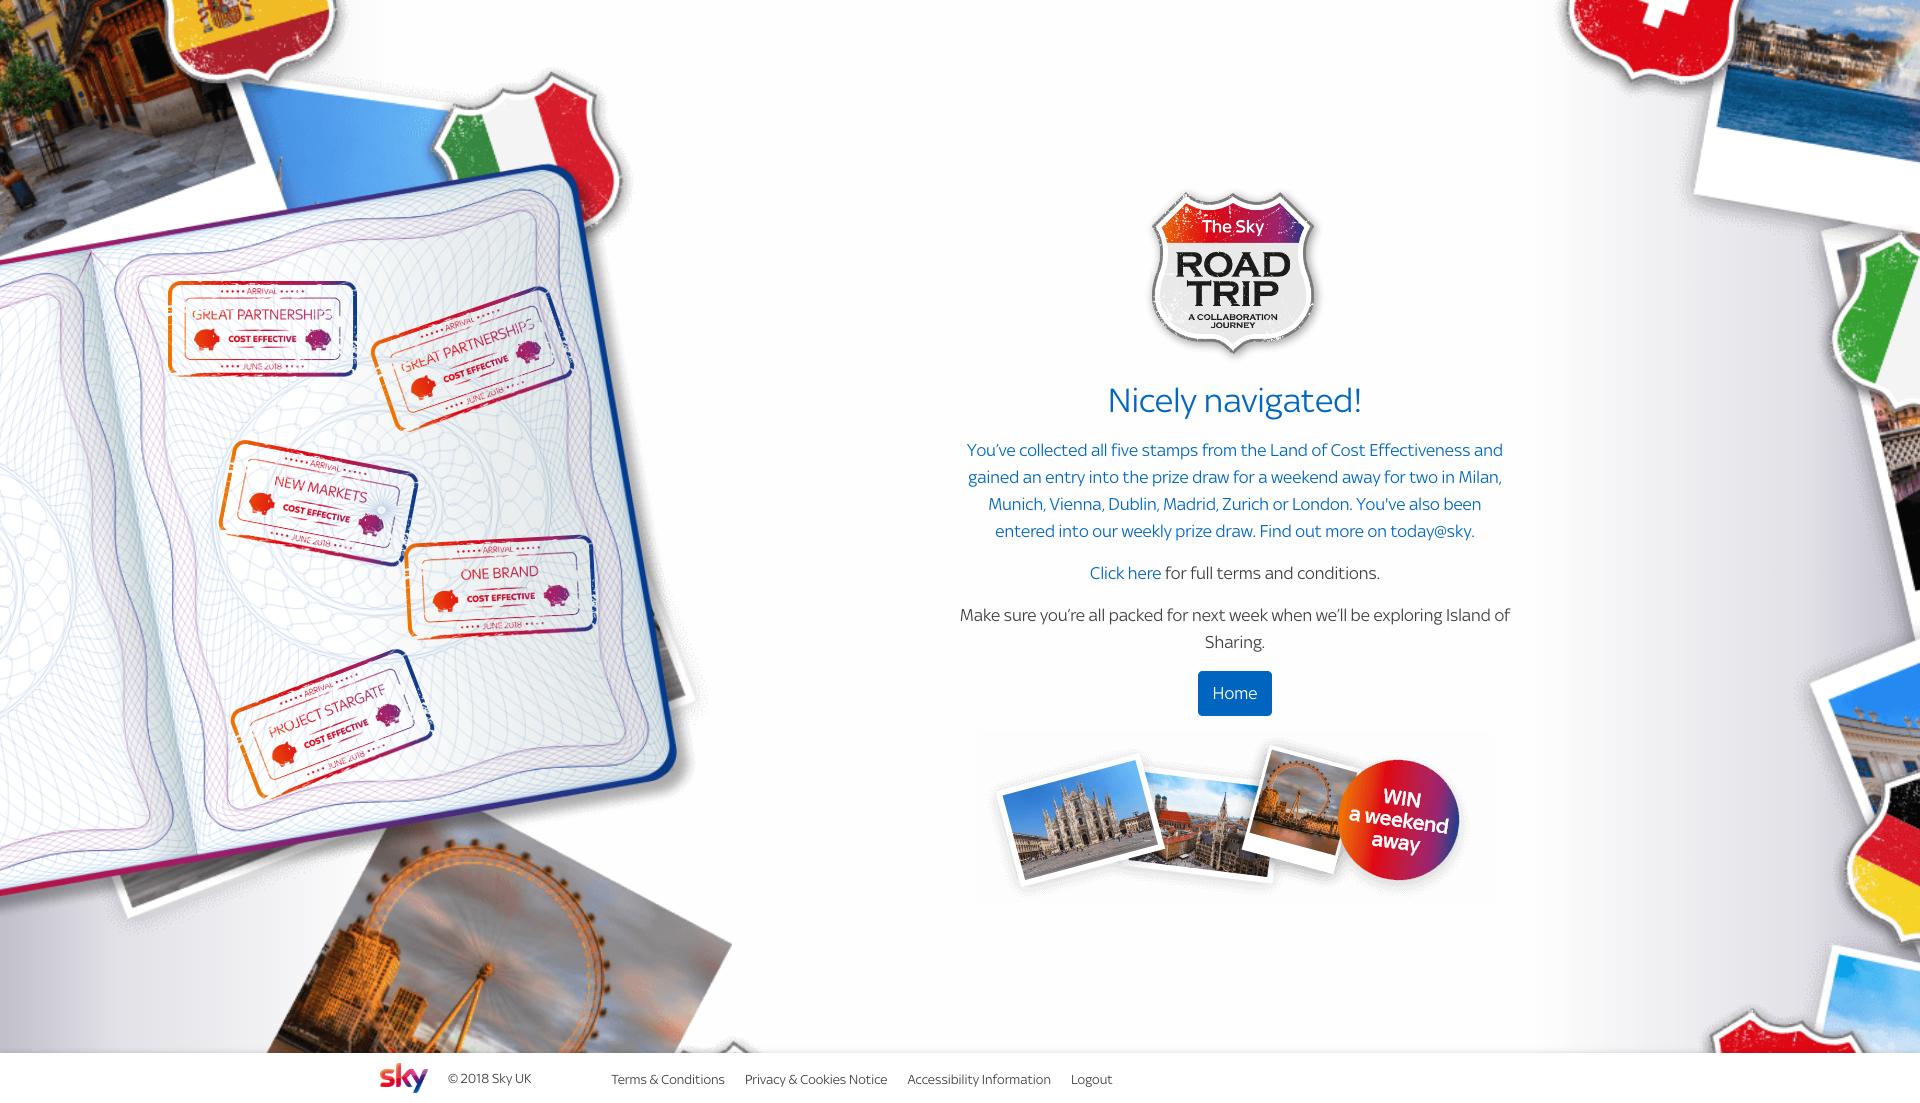 ARRIVAL
GREAT PARTNERSHIPS
COST EFFECTIVE
JUNE 2018
ARRIVAL
GREAT PARTNERSHIPS
COST EFFECTIVE
JUNE 2018
ARRIVAL
NEW MARKETS
COST EFFECTIVE
JUNE 2018
ARRIVAL
ONE BRAND
COST EFFECTIVE
JUNE 2018
ARRIVAL
PROJECT STARGATE
COST EFFECTIVE
JUNE 2018
The Sky
ROAD
TRIP
A COLLABORATION
JOURNEY
Nicely navigated!
You’ve collected all five stamps from the Land of Cost Effectiveness and
gained an entry into the prize draw for a weekend away for two in Milan,
Munich, Vienna, Dublin, Madrid, Zurich or London. You've also been
entered into our weekly prize draw. Find out more on today@sky.
Click here for full terms and conditions.
Make sure you’re all packed for next week when we’ll be exploring Island of
Sharing.
Home
WIN
a weekend
away
sky © 2018 Sky UK Terms & Conditions Privacy & Cookies Notice Accessibility Information Logout